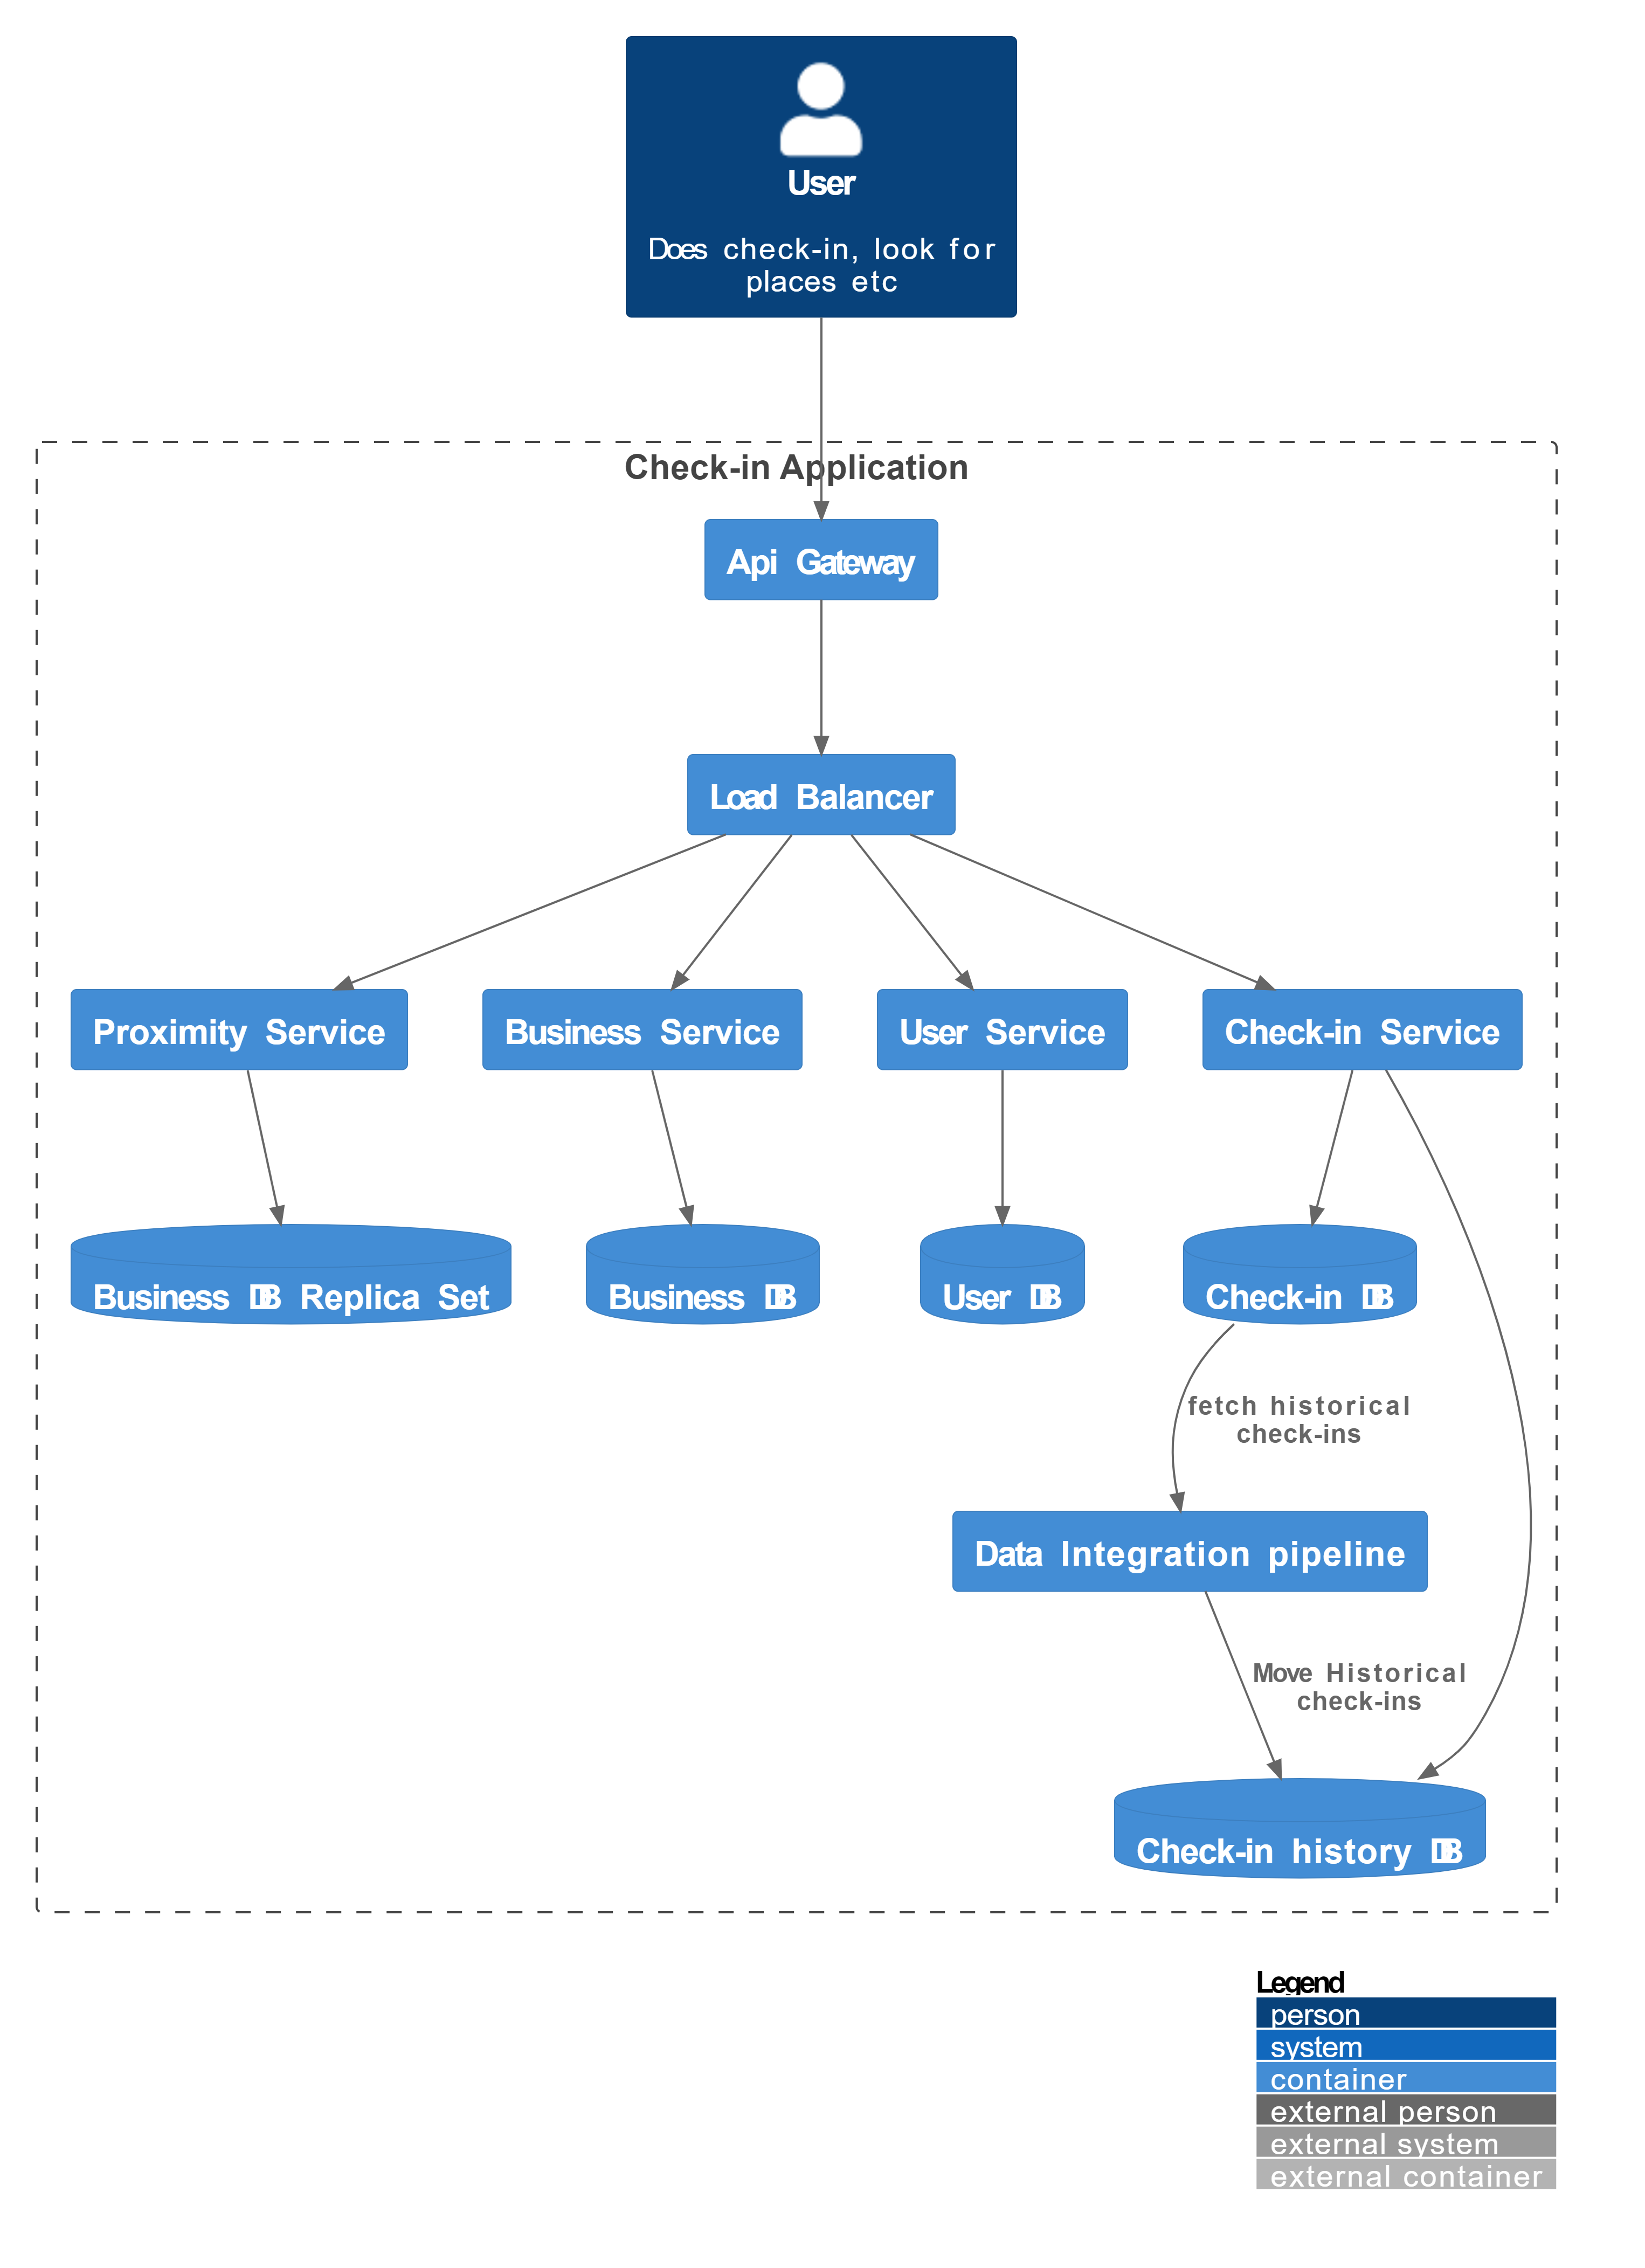 User
Does check-in, look for
places etc
Check-in Application
Api Gateway
Load Balancer
Proximity Service
Business Service
User Service
Check-in Service
Business DB Replica Set
Business DB
User DB
Check-in DB
fetch historical
check-ins
Data Integration pipeline
Move Historical
check-ins
Check-in history DB
Legend
person
system
container
external person
external system
external container